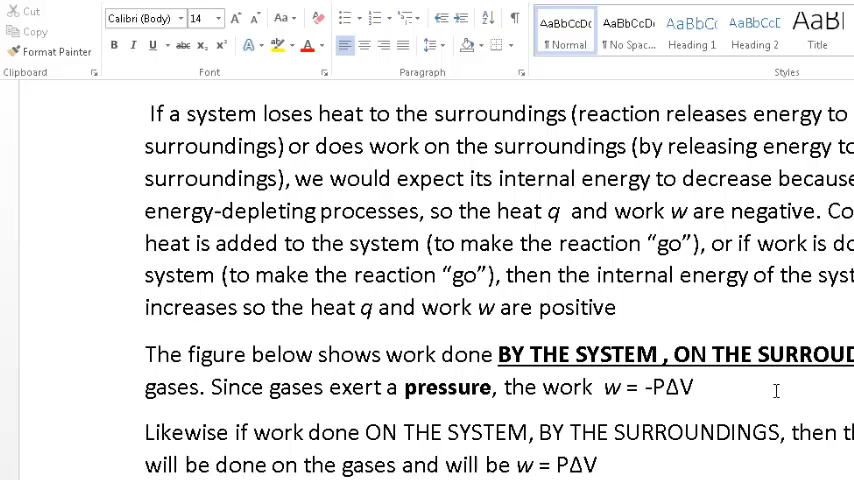 Cut
Copy
Format Painter
Clipboard
Calibri (Body) 14 A A Aa
B I U abc x₂ x² A ab A
Font
Paragraph
AaBbCcDc AaBbCcDc AaBbCc AaBbCcE AaBl
¶ Normal ¶ No Spac... Heading 1 Heading 2 Title
Styles
If a system loses heat to the surroundings (reaction releases energy to
surroundings) or does work on the surroundings (by releasing energy to
surroundings), we would expect its internal energy to decrease because
energy-depleting processes, so the heat q and work w are negative. Co
heat is added to the system (to make the reaction “go”), or if work is do
system (to make the reaction “go”), then the internal energy of the syst
increases so the heat q and work w are positive
The figure below shows work done BY THE SYSTEM , ON THE SURROUD
gases. Since gases exert a pressure, the work w = -PΔV
Likewise if work done ON THE SYSTEM, BY THE SURROUNDINGS, then th
will be done on the gases and will be w = PΔV